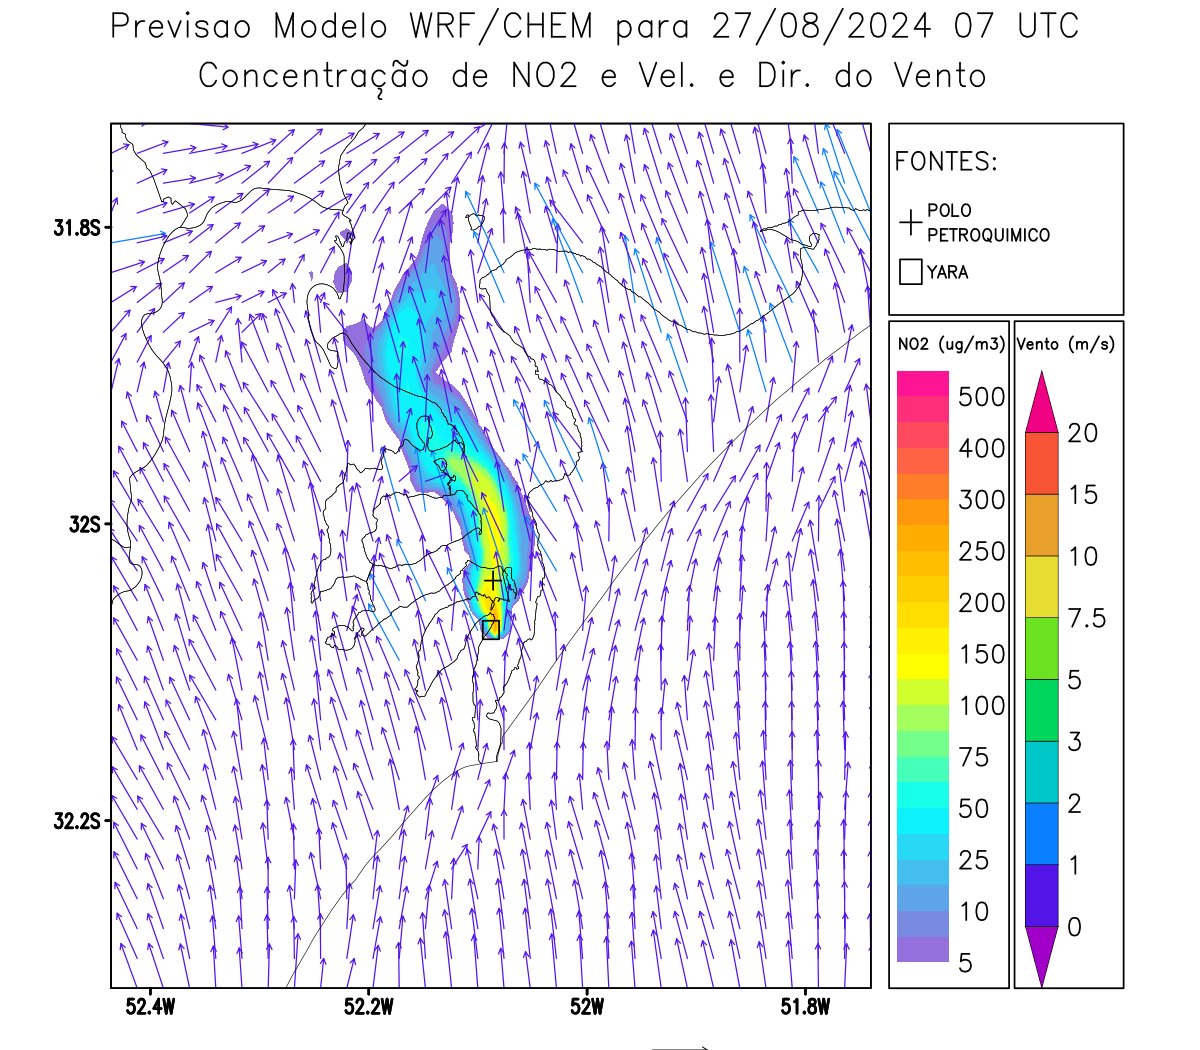 Previsao Modelo WRF/CHEM para 27/08/2024 07 UTC
Concentração de NO2 e Vel. e Dir. do Vento
FONTES:
POLO
PETROQUIMICO
YARA
31.8S
32S
32.2S
52.4W
52.2W
52W
51.8W
NO2 (ug/m3)
500
400
300
250
200
150
100
75
50
25
10
5
Vento (m/s)
20
15
10
7.5
5
3
2
1
0